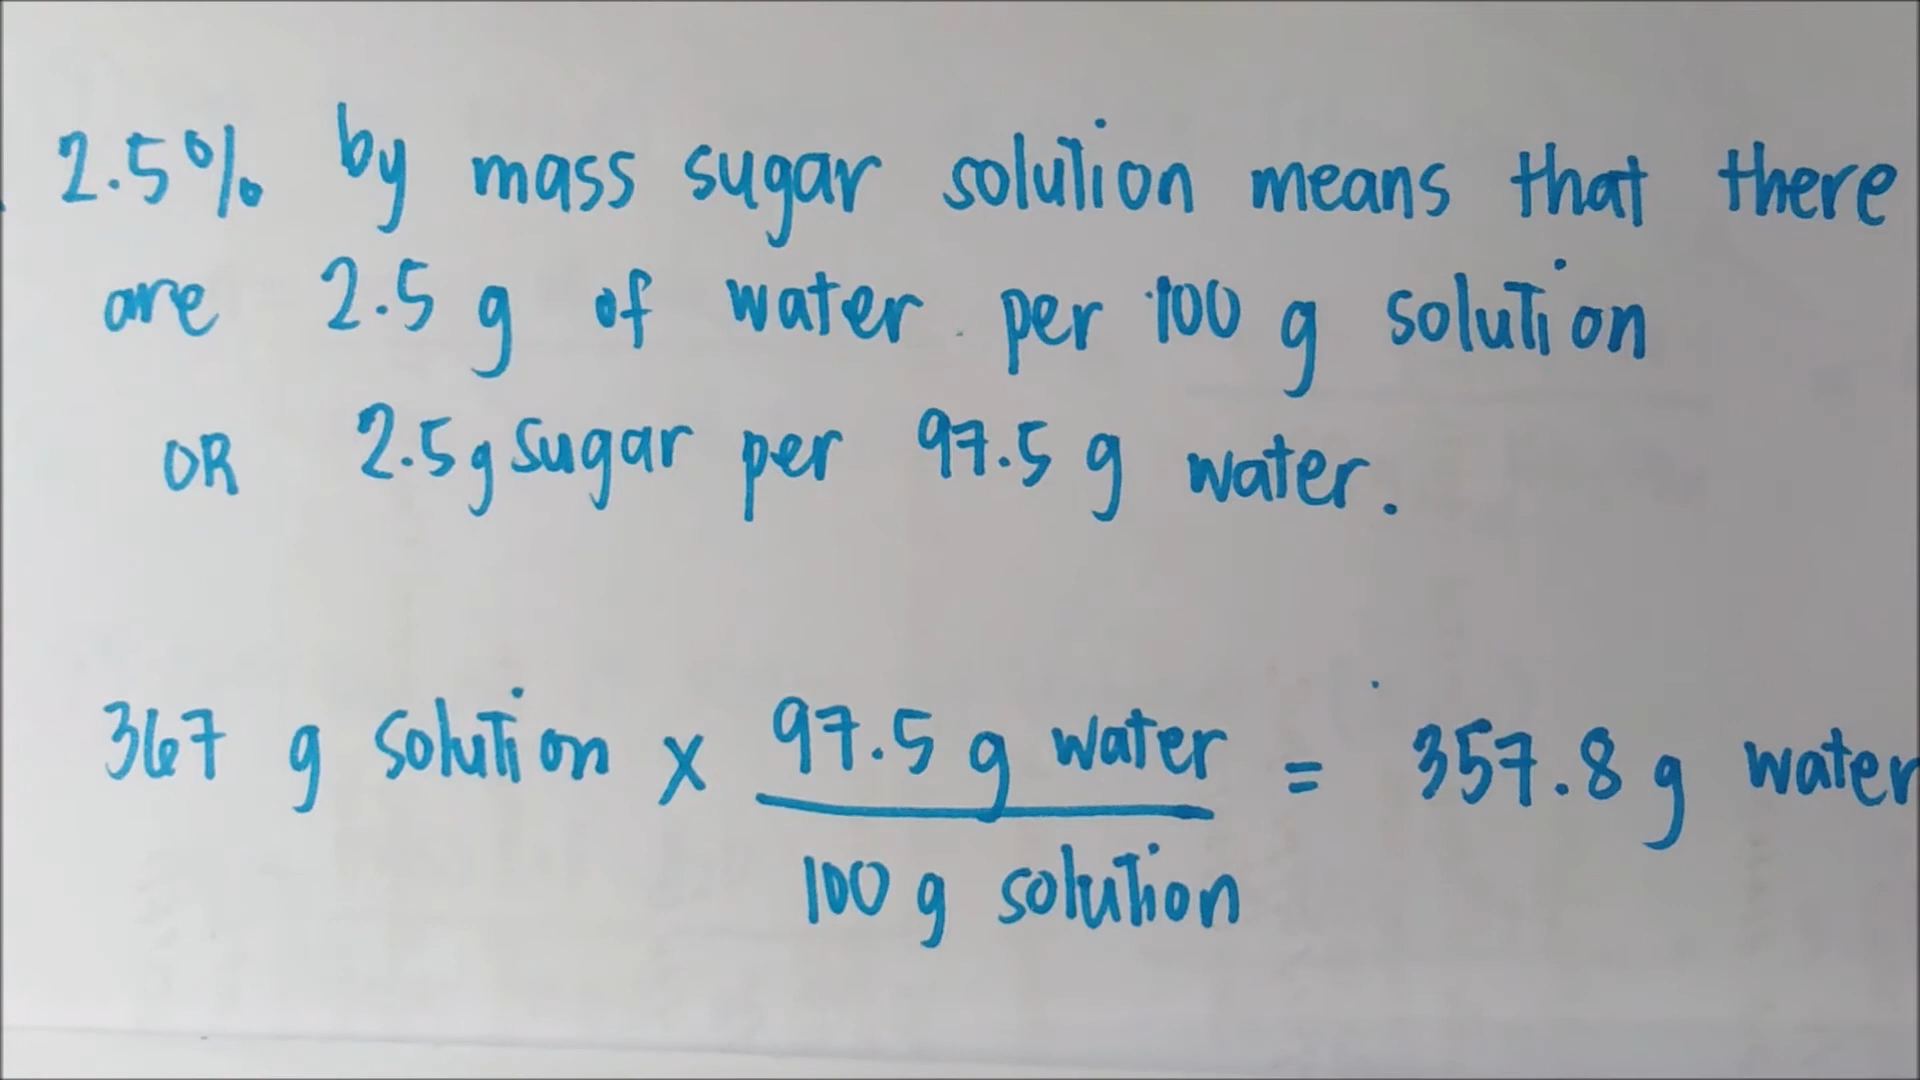 2.5% by mass sugar solution means that there
are 2.5 g of water per 100 g solution
OR 2.5g sugar per 97.5 g water.
367 g solution x 97.5 g water = 357.8 g water
100 g solution